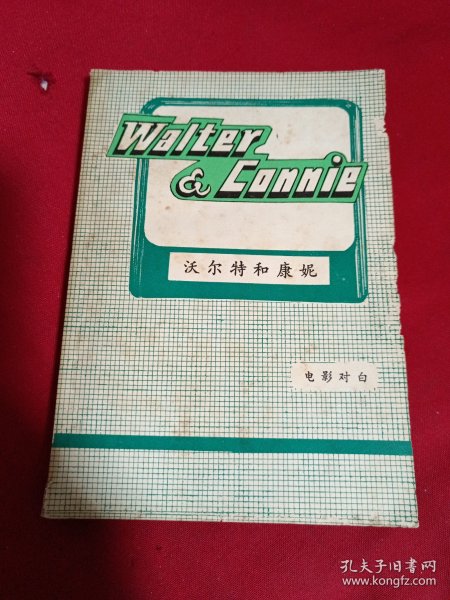 Walter
& Connie
沃尔特和康妮
电影对白
孔夫子旧书网
www.kongfz.com